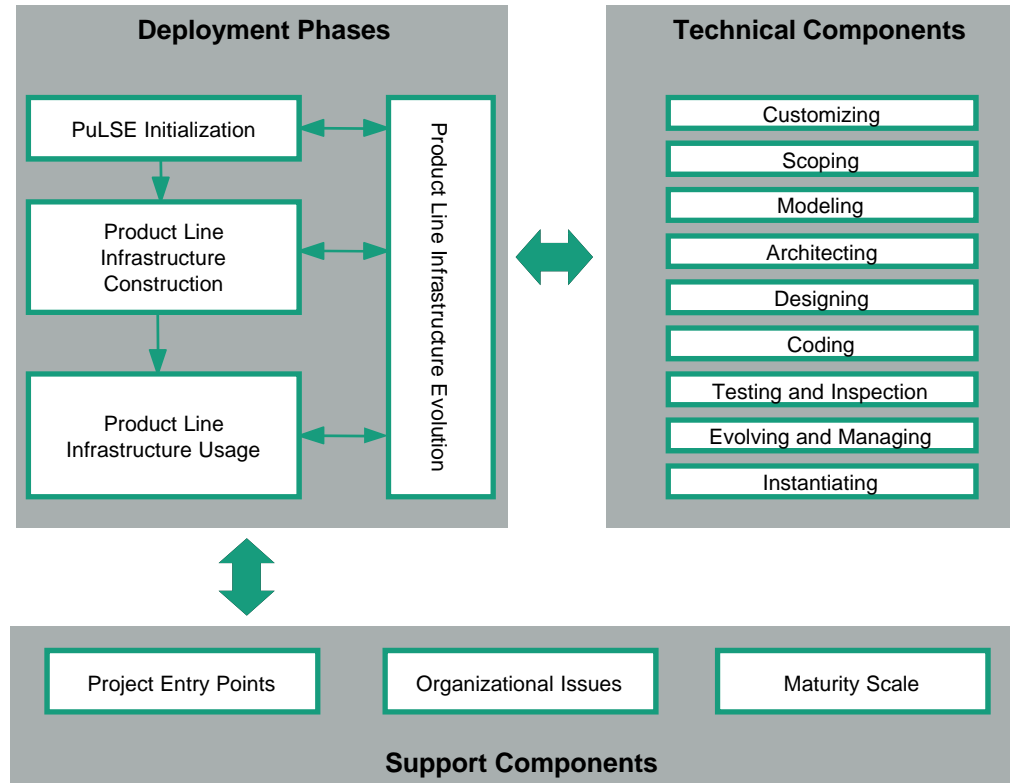 Deployment Phases
PuLSE Initialization
Product Line
Infrastructure
Construction
Product Line
Infrastructure Usage
Product Line Infrastructure Evolution
Technical Components
Customizing
Scoping
Modeling
Architecting
Designing
Coding
Testing and Inspection
Evolving and Managing
Instantiating
Project Entry Points
Organizational Issues
Maturity Scale
Support Components